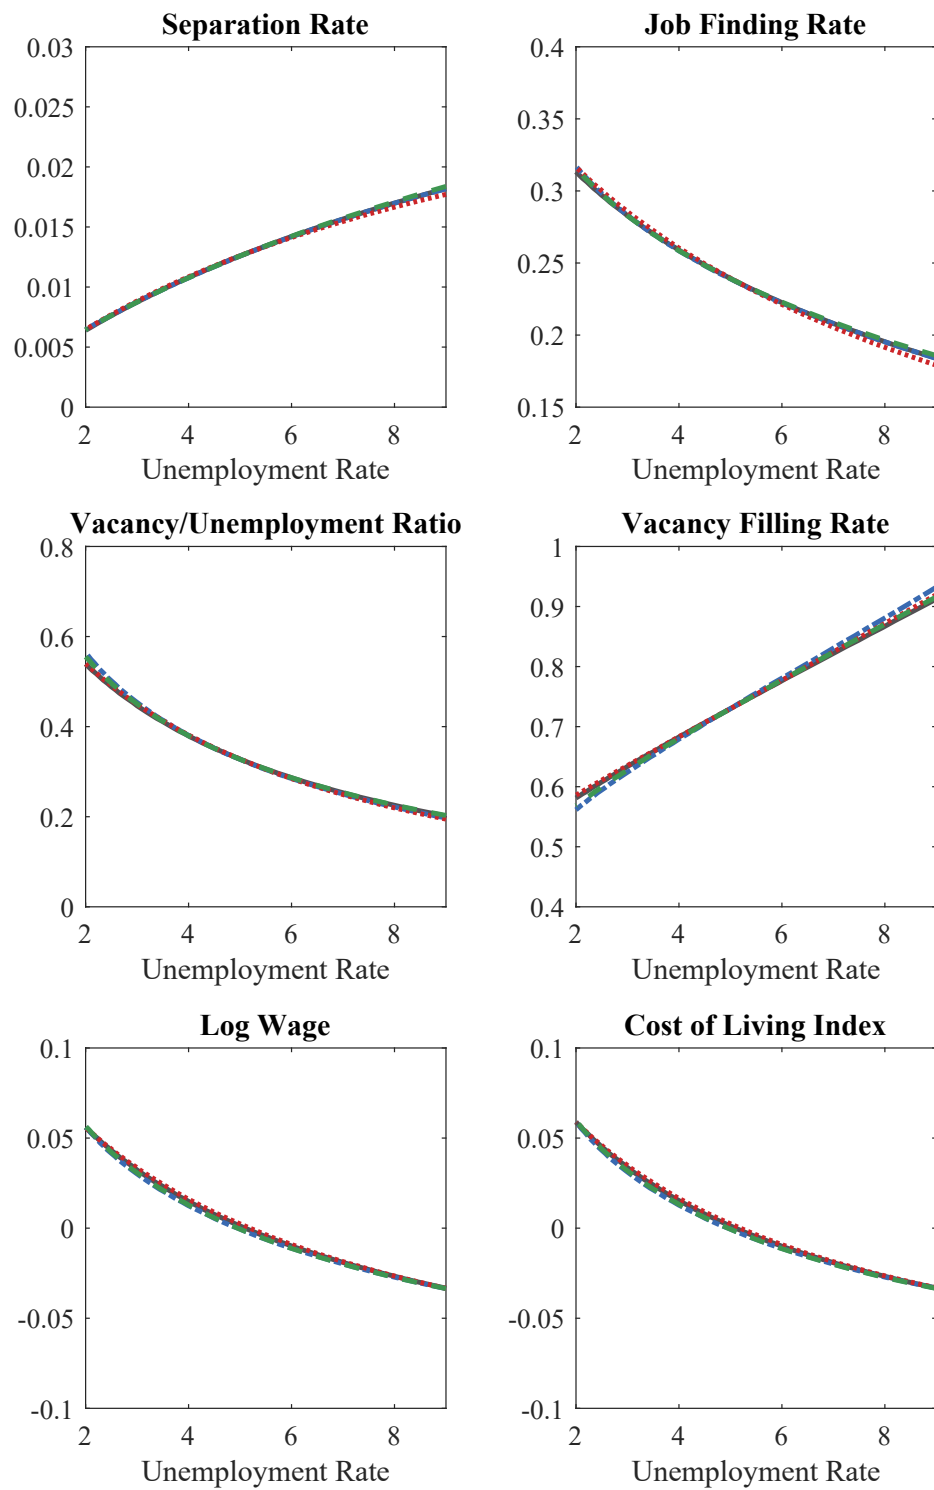 Separation Rate
0.03
0.025
0.02
0.015
0.01
0.005
0
2 4 6 8
Unemployment Rate
Job Finding Rate
0.4
0.35
0.3
0.25
0.2
0.15
2 4 6 8
Unemployment Rate
Vacancy/Unemployment Ratio
0.8
0.6
0.4
0.2
0
2 4 6 8
Unemployment Rate
Vacancy Filling Rate
1
0.9
0.8
0.7
0.6
0.5
0.4
2 4 6 8
Unemployment Rate
Log Wage
0.1
0.05
0
-0.05
-0.1
2 4 6 8
Unemployment Rate
Cost of Living Index
0.1
0.05
0
-0.05
-0.1
2 4 6 8
Unemployment Rate